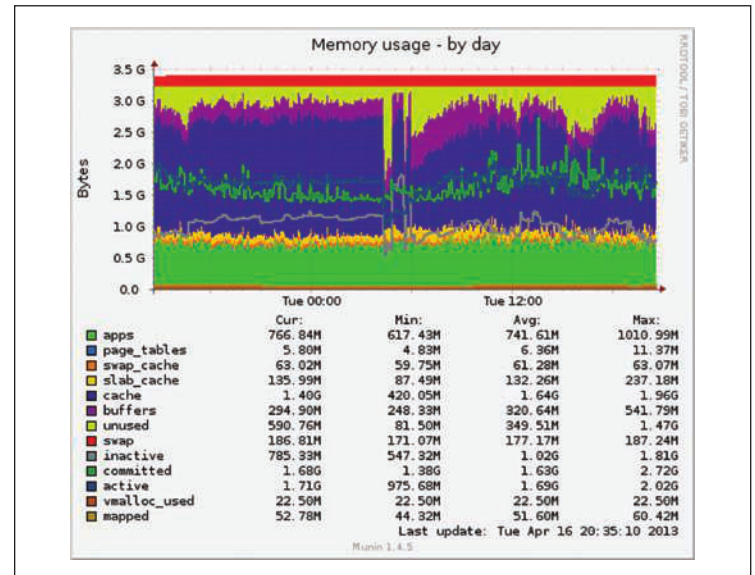 Memory usage - by day
RRDTOOL / TOBI OETIKER
Bytes
3.5 G
3.0 G
2.5 G
2.0 G
1.5 G
1.0 G
0.5 G
0.0
Tue 00:00 Tue 12:00
Cur: Min: Avg: Max:
apps 766.84M 617.43M 741.61M 1010.99M
page_tables 5.80M 4.83M 6.36M 11.37M
swap_cache 63.02M 59.75M 61.28M 63.07M
slab_cache 135.99M 87.49M 132.26M 237.18M
cache 1.40G 420.05M 1.64G 1.96G
buffers 294.90M 248.33M 320.64M 541.79M
unused 590.76M 81.50M 349.51M 1.47G
swap 186.81M 171.07M 177.17M 187.24M
inactive 785.33M 547.32M 1.02G 1.81G
committed 1.68G 1.38G 1.63G 2.72G
active 1.71G 975.68M 1.69G 2.02G
vmalloc_used 22.50M 22.50M 22.50M 22.50M
mapped 52.78M 44.32M 51.60M 60.42M
Last update: Tue Apr 16 20:35:10 2013
Munin 1.4.5